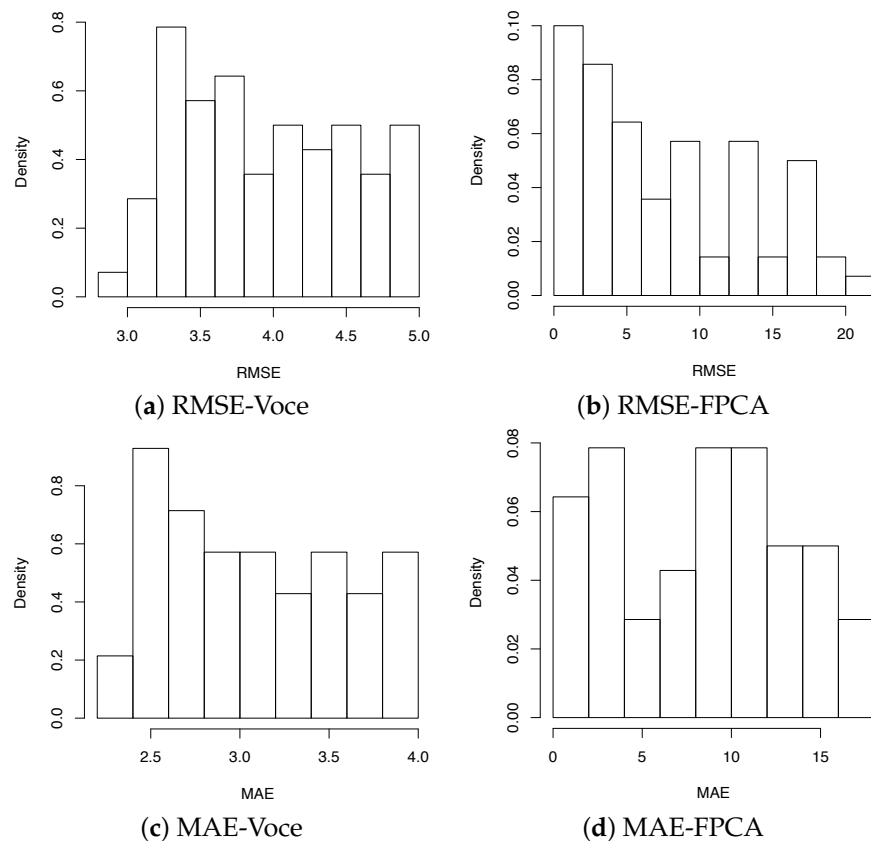 0.8
0.6
0.4
0.2
0.0
Density
3.0 3.5 4.0 4.5 5.0
RMSE
(a) RMSE-Voce
0.10
0.08
0.06
0.04
0.02
0.00
Density
0 5 10 15 20
RMSE
(b) RMSE-FPCA
0.8
0.6
0.4
0.2
0.0
Density
2.5 3.0 3.5 4.0
MAE
(c) MAE-Voce
0.08
0.06
0.04
0.02
0.00
Density
0 5 10 15
MAE
(d) MAE-FPCA